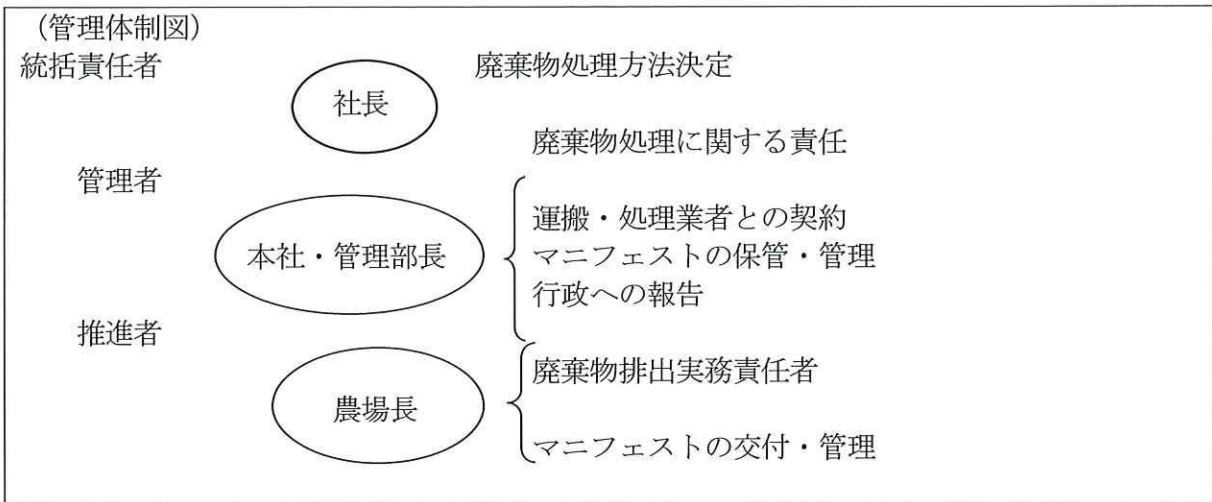 (管理体制図)
統括責任者 廃棄物処理方法決定
社長
廃棄物処理に関する責任
管理者
運搬・処理業者との契約
本社・管理部長 マニフェストの保管・管理
行政への報告
推進者
廃棄物排出実務責任者
農場長
マニフェストの交付・管理